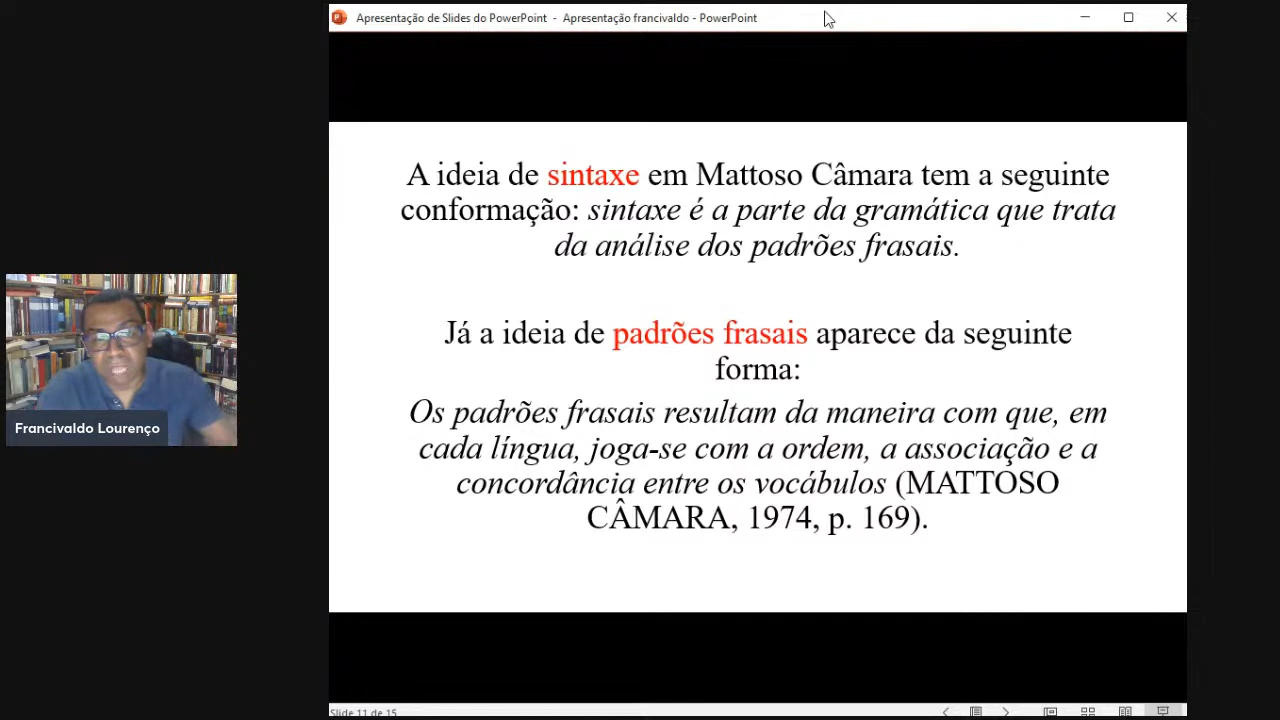 Apresentação de Slides do PowerPoint - Apresentação francivaldo - PowerPoint
A ideia de sintaxe em Mattoso Câmara tem a seguinte
conformação: sintaxe é a parte da gramática que trata
da análise dos padrões frasais.
Já a ideia de padrões frasais aparece da seguinte
forma:
Os padrões frasais resultam da maneira com que, em
cada língua, joga-se com a ordem, a associação e a
concordância entre os vocábulos (MATTOSO
CÂMARA, 1974, p. 169).
Francivaldo Lourenço
Slide 11 de 15